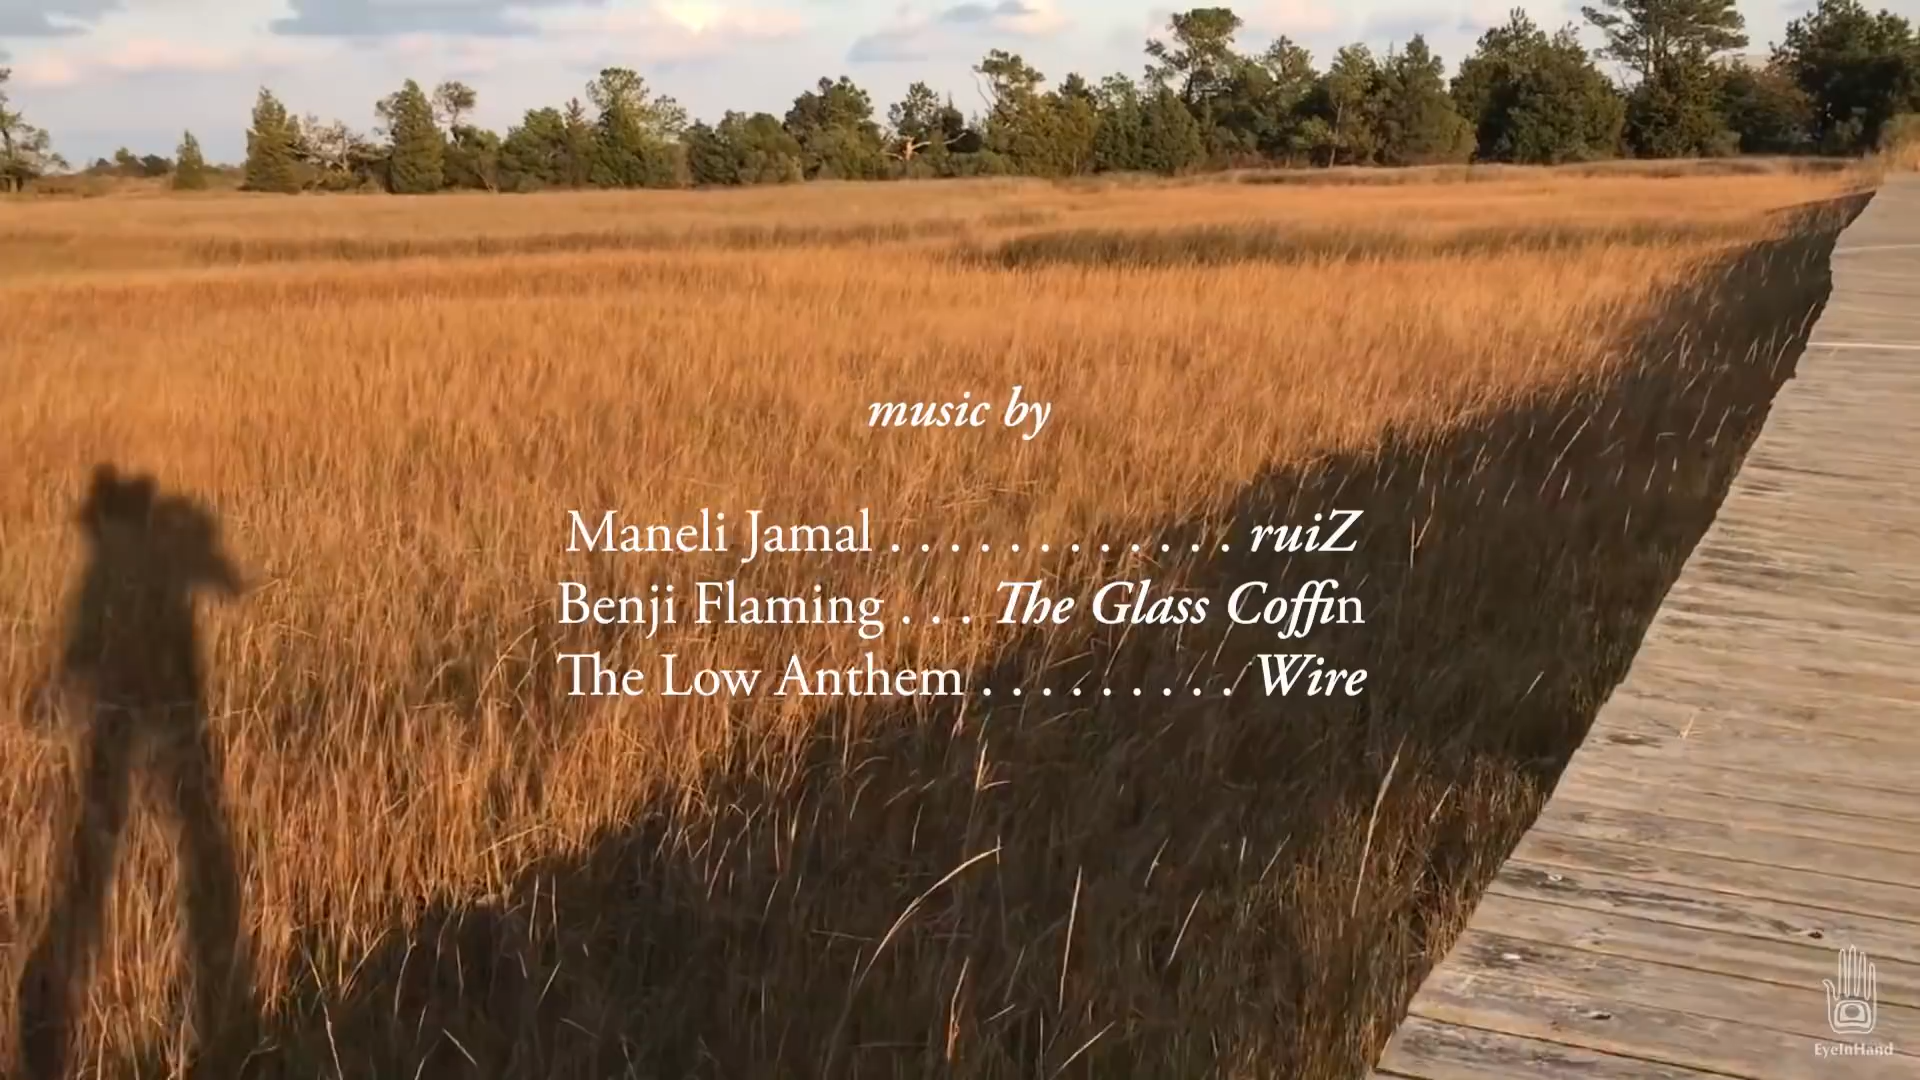 music by
Maneli Jamal . . . . . . . . . . . . ruiZ
Benji Flaming . . . The Glass Coffin
The Low Anthem . . . . . . . . . Wire
EyeInHand